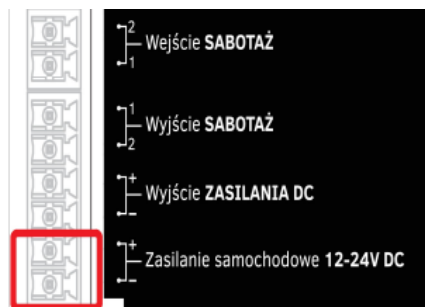 2
Wejście SABOTAŻ
1
1
Wyjście SABOTAŻ
2
+
Wyjście ZASILANIA DC
-
+
Zasilanie samochodowe 12-24V DC
-